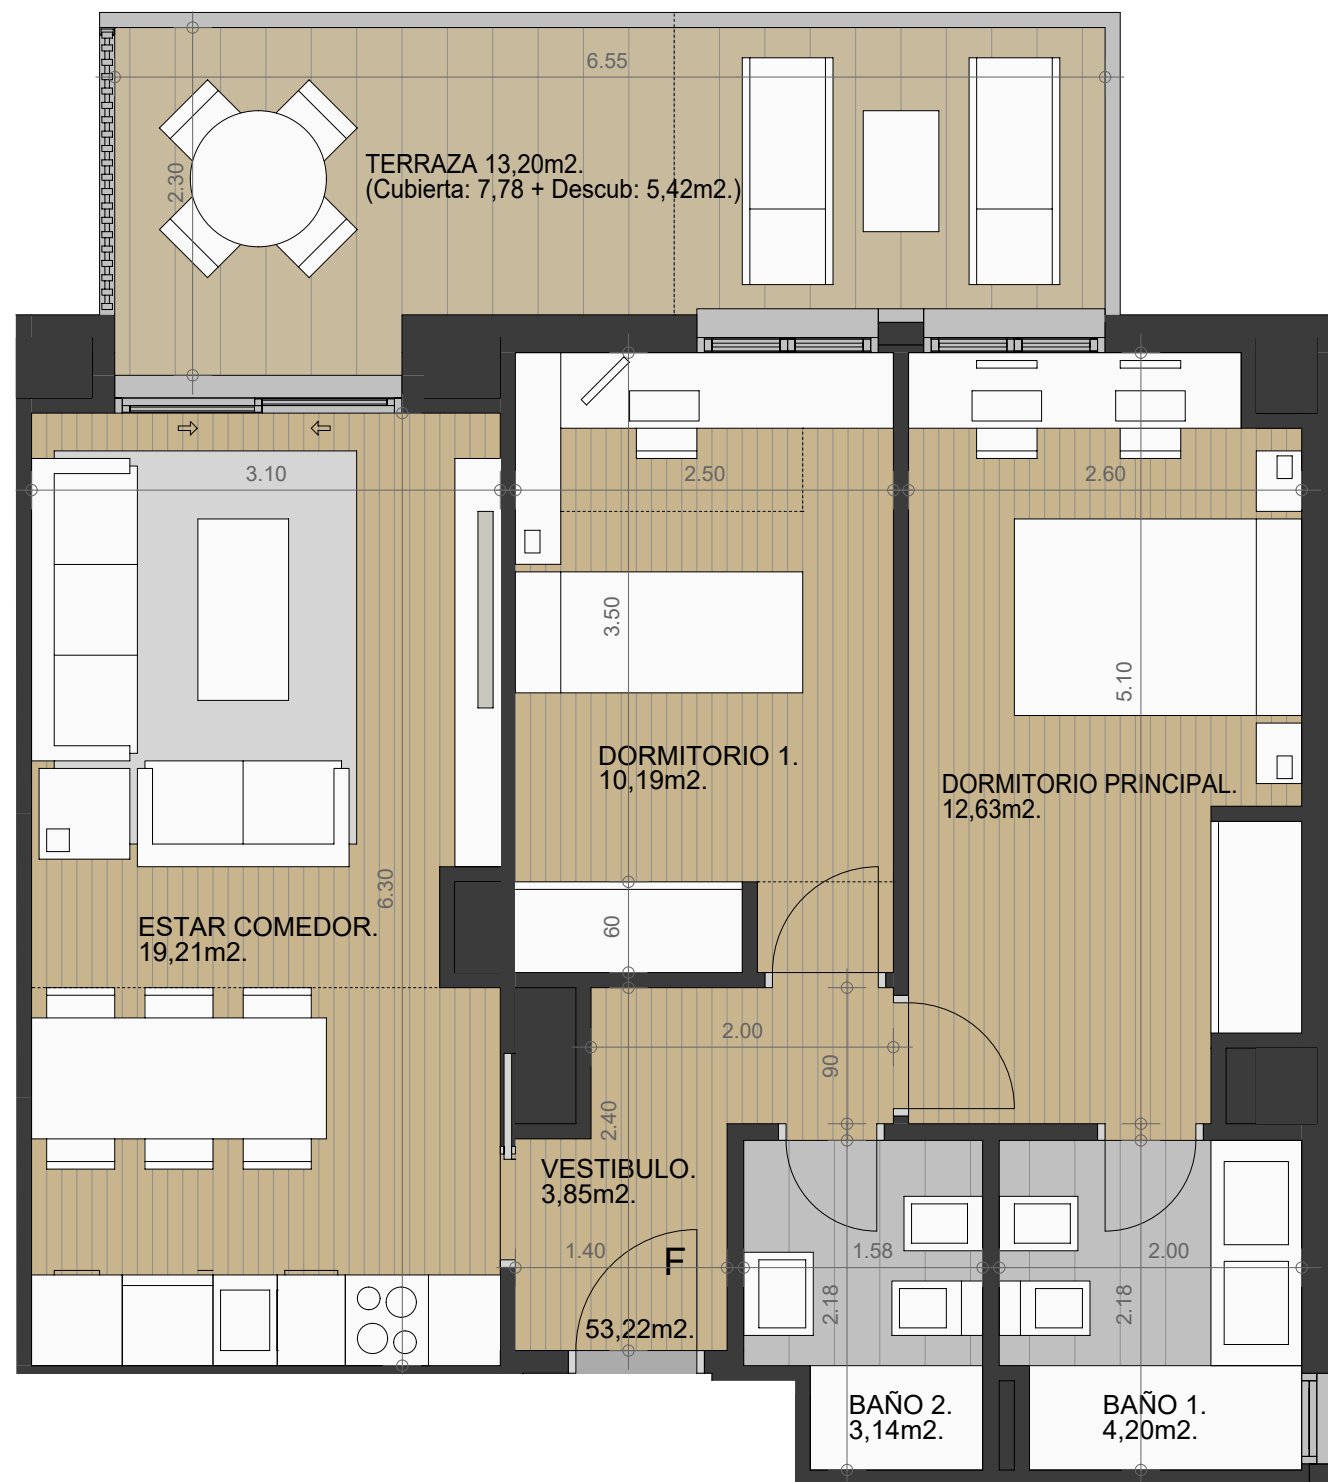 6.55
2.30
TERRAZA 13,20m2.
(Cubierta: 7,78 + Descub: 5,42m2.)
3.10
2.50
2.60
3.50
5.10
DORMITORIO 1.
10,19m2.
DORMITORIO PRINCIPAL.
12,63m2.
6.30
ESTAR COMEDOR.
19,21m2.
60
2.00
90
2.40
VESTIBULO.
3,85m2.
1.40
F
1.58
2.00
2.18
2.18
53,22m2.
BAÑO 2.
3,14m2.
BAÑO 1.
4,20m2.